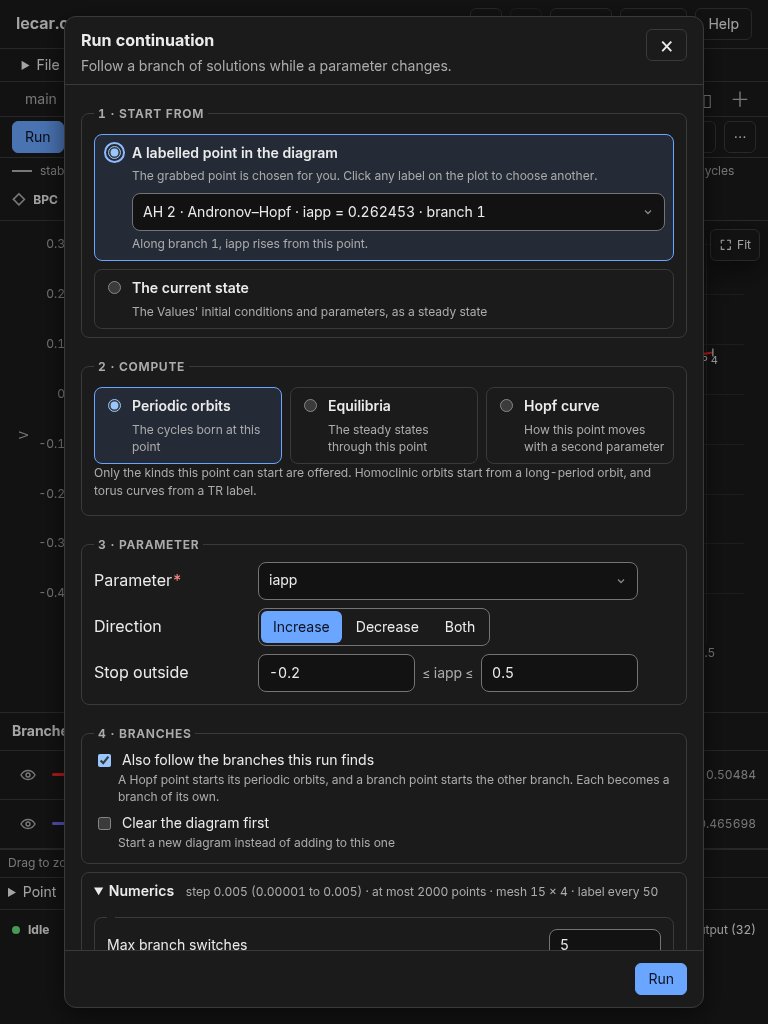 lecar.o
Help
Run continuation
Follow a branch of solutions while a parameter changes.
File
main
Run
stab
ycles
BPC
Fit
1 · START FROM
A labelled point in the diagram
The grabbed point is chosen for you. Click any label on the plot to choose another.
AH 2 · Andronov–Hopf · iapp = 0.262453 · branch 1
Along branch 1, iapp rises from this point.
The current state
The Values' initial conditions and parameters, as a steady state
0.3
0.2
0.1
0
-0.1
-0.2
-0.3
-0.4
V
4
.5
2 · COMPUTE
Periodic orbits
The cycles born at this
point
Equilibria
The steady states
through this point
Hopf curve
How this point moves
with a second parameter
Only the kinds this point can start are offered. Homoclinic orbits start from a long-period orbit, and
torus curves from a TR label.
3 · PARAMETER
Parameter*
iapp
Direction
Increase
Decrease
Both
Stop outside
-0.2
≤ iapp ≤
0.5
Branche
0.50484
0.465698
4 · BRANCHES
Also follow the branches this run finds
A Hopf point starts its periodic orbits, and a branch point starts the other branch. Each becomes a
branch of its own.
Clear the diagram first
Start a new diagram instead of adding to this one
Drag to zo
Point
Numerics step 0.005 (0.00001 to 0.005) · at most 2000 points · mesh 15 × 4 · label every 50
Max branch switches
5
Idle
tput (32)
Run